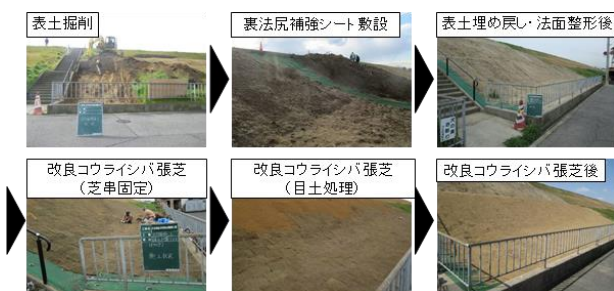 表土掘削
裏法尻補強シート敷設
表土埋め戻し・法面整形後
改良コウライシバ張芝
(芝串固定)
改良コウライシバ張芝
(目土処理)
改良コウライシバ張芝後